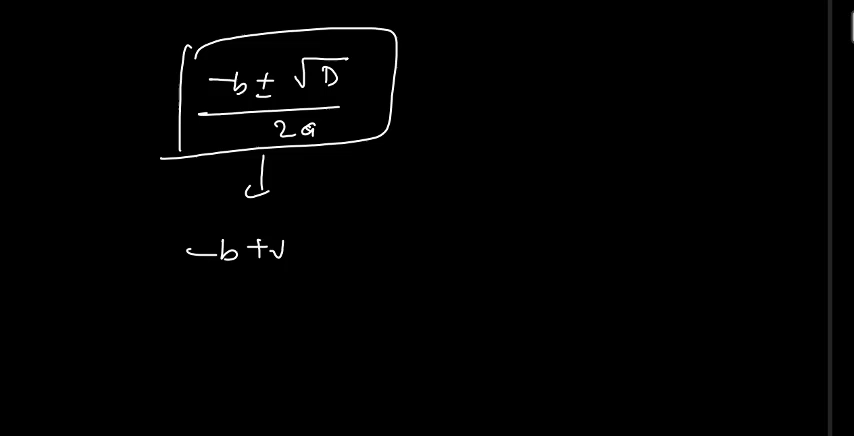 -b ± √D
2a
-b + √